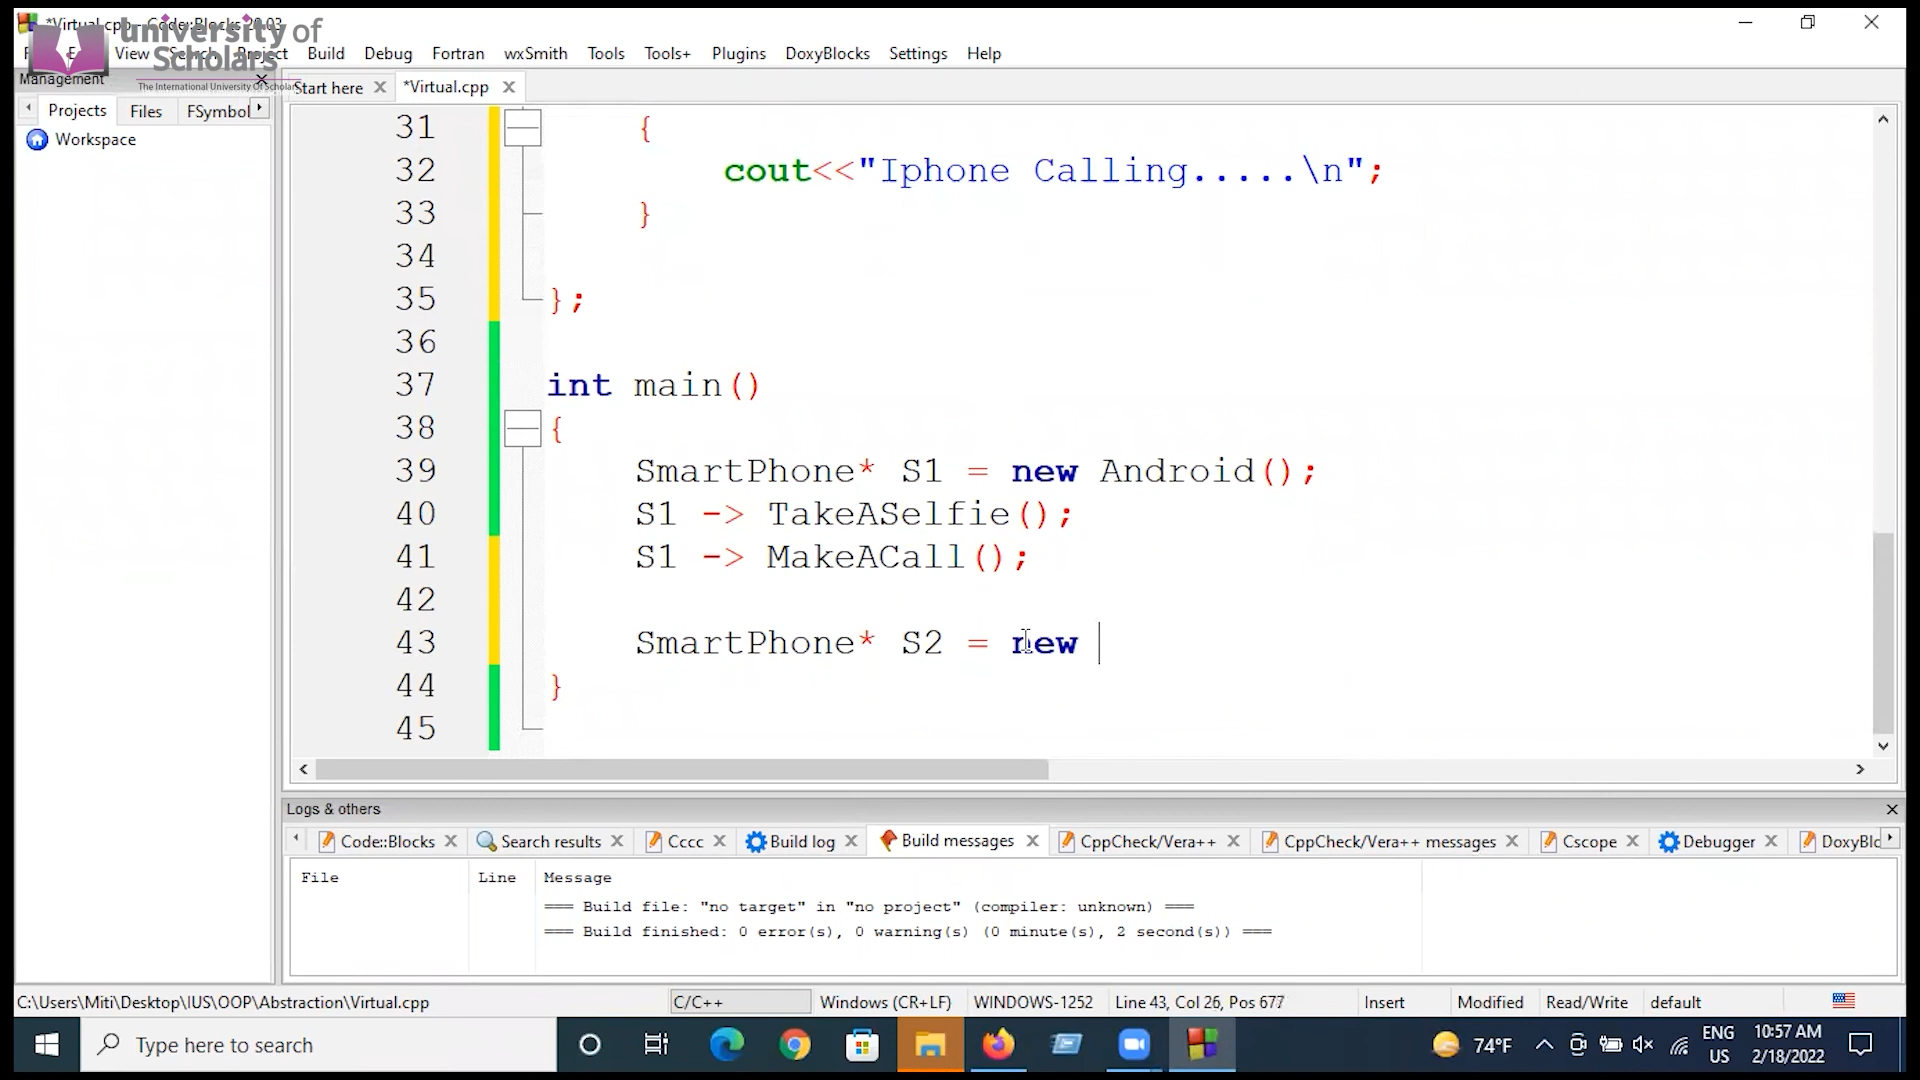 *Virtual.cpp - Code::Blocks 20.03
university of
Scholars
The International University Of Scholars
View Search Project Build Debug Fortran wxSmith Tools Tools+ Plugins DoxyBlocks Settings Help
Management
Start here *Virtual.cpp
Projects Files FSymbol
Workspace
31 {
32 cout<<"Iphone Calling.....\n";
33 }
34
35 };
36
37 int main()
38 {
39 SmartPhone* S1 = new Android();
40 S1 -> TakeASelfie();
41 S1 -> MakeACall();
42
43 SmartPhone* S2 = new
44 }
45
Logs & others
Code::Blocks Search results Cccc Build log Build messages CppCheck/Vera++ CppCheck/Vera++ messages Cscope Debugger DoxyBlo
File Line Message
=== Build file: "no target" in "no project" (compiler: unknown) ===
=== Build finished: 0 error(s), 0 warning(s) (0 minute(s), 2 second(s)) ===
C:\Users\Miti\Desktop\IUS\OOP\Abstraction\Virtual.cpp C/C++ Windows (CR+LF) WINDOWS-1252 Line 43, Col 26, Pos 677 Insert Modified Read/Write default
Type here to search 74°F ENG US 10:57 AM 2/18/2022